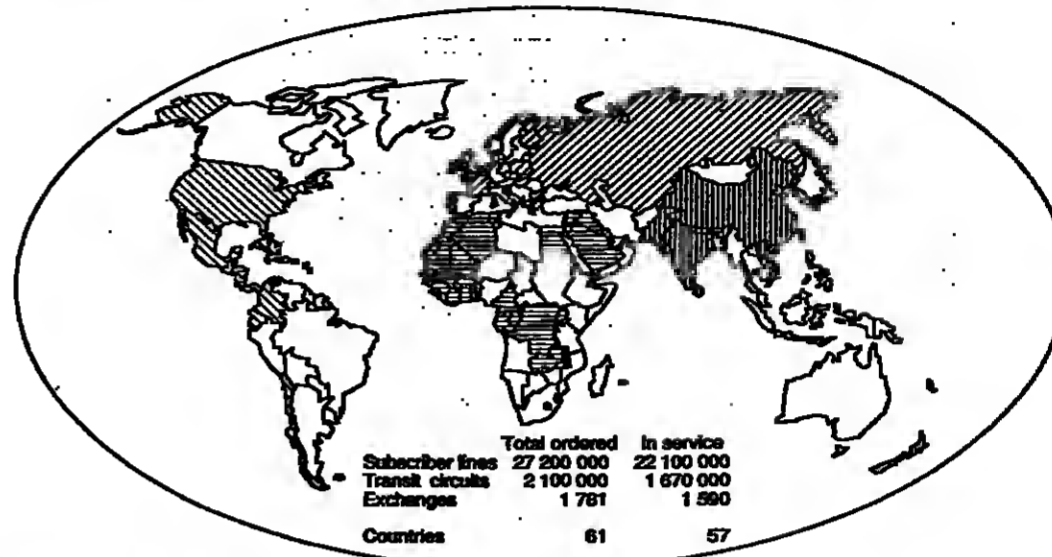 Total ordered In service
Subscriber lines 27 200 000 22 100 000
Transit circuits 2 100 000 1 670 000
Exchanges 1 781 1 590
Countries 61 57